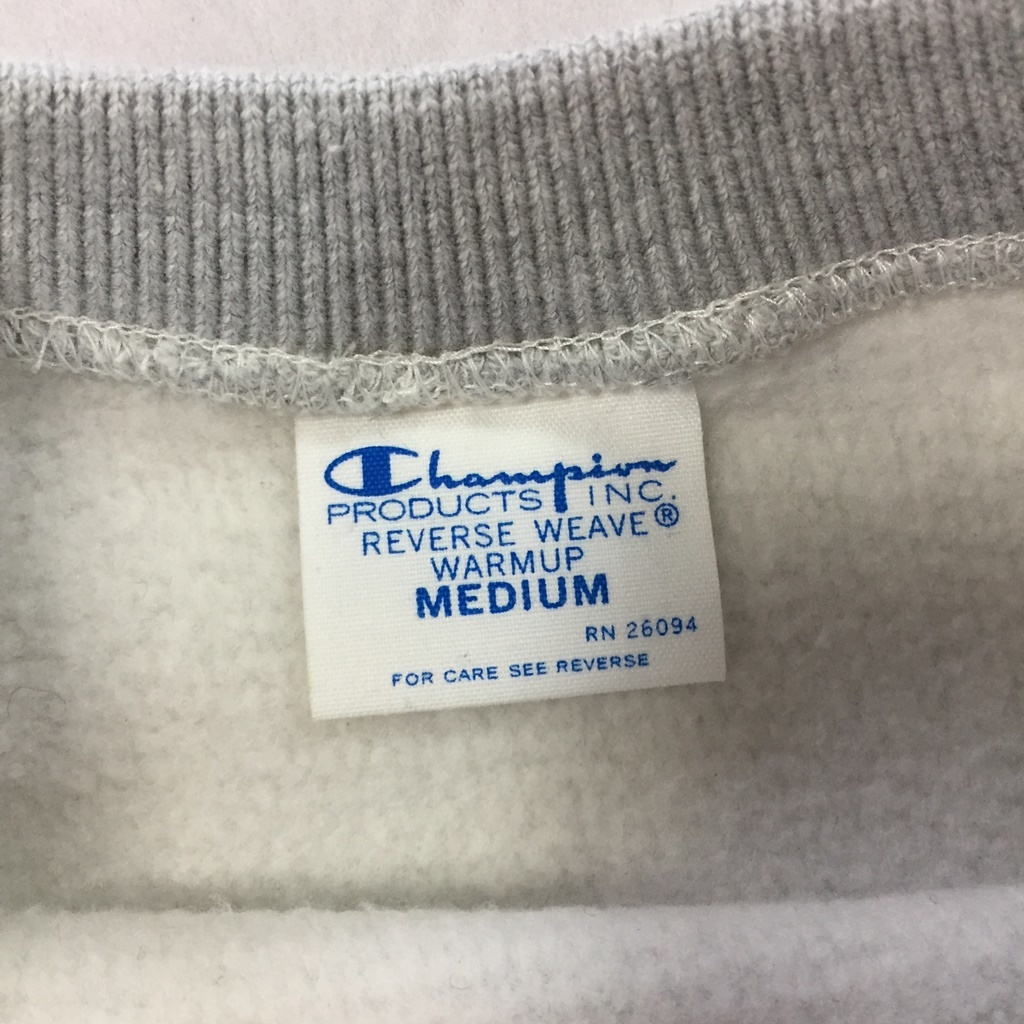 Champion
PRODUCTS INC.
REVERSE WEAVE®
WARMUP
MEDIUM
RN 26094
FOR CARE SEE REVERSE